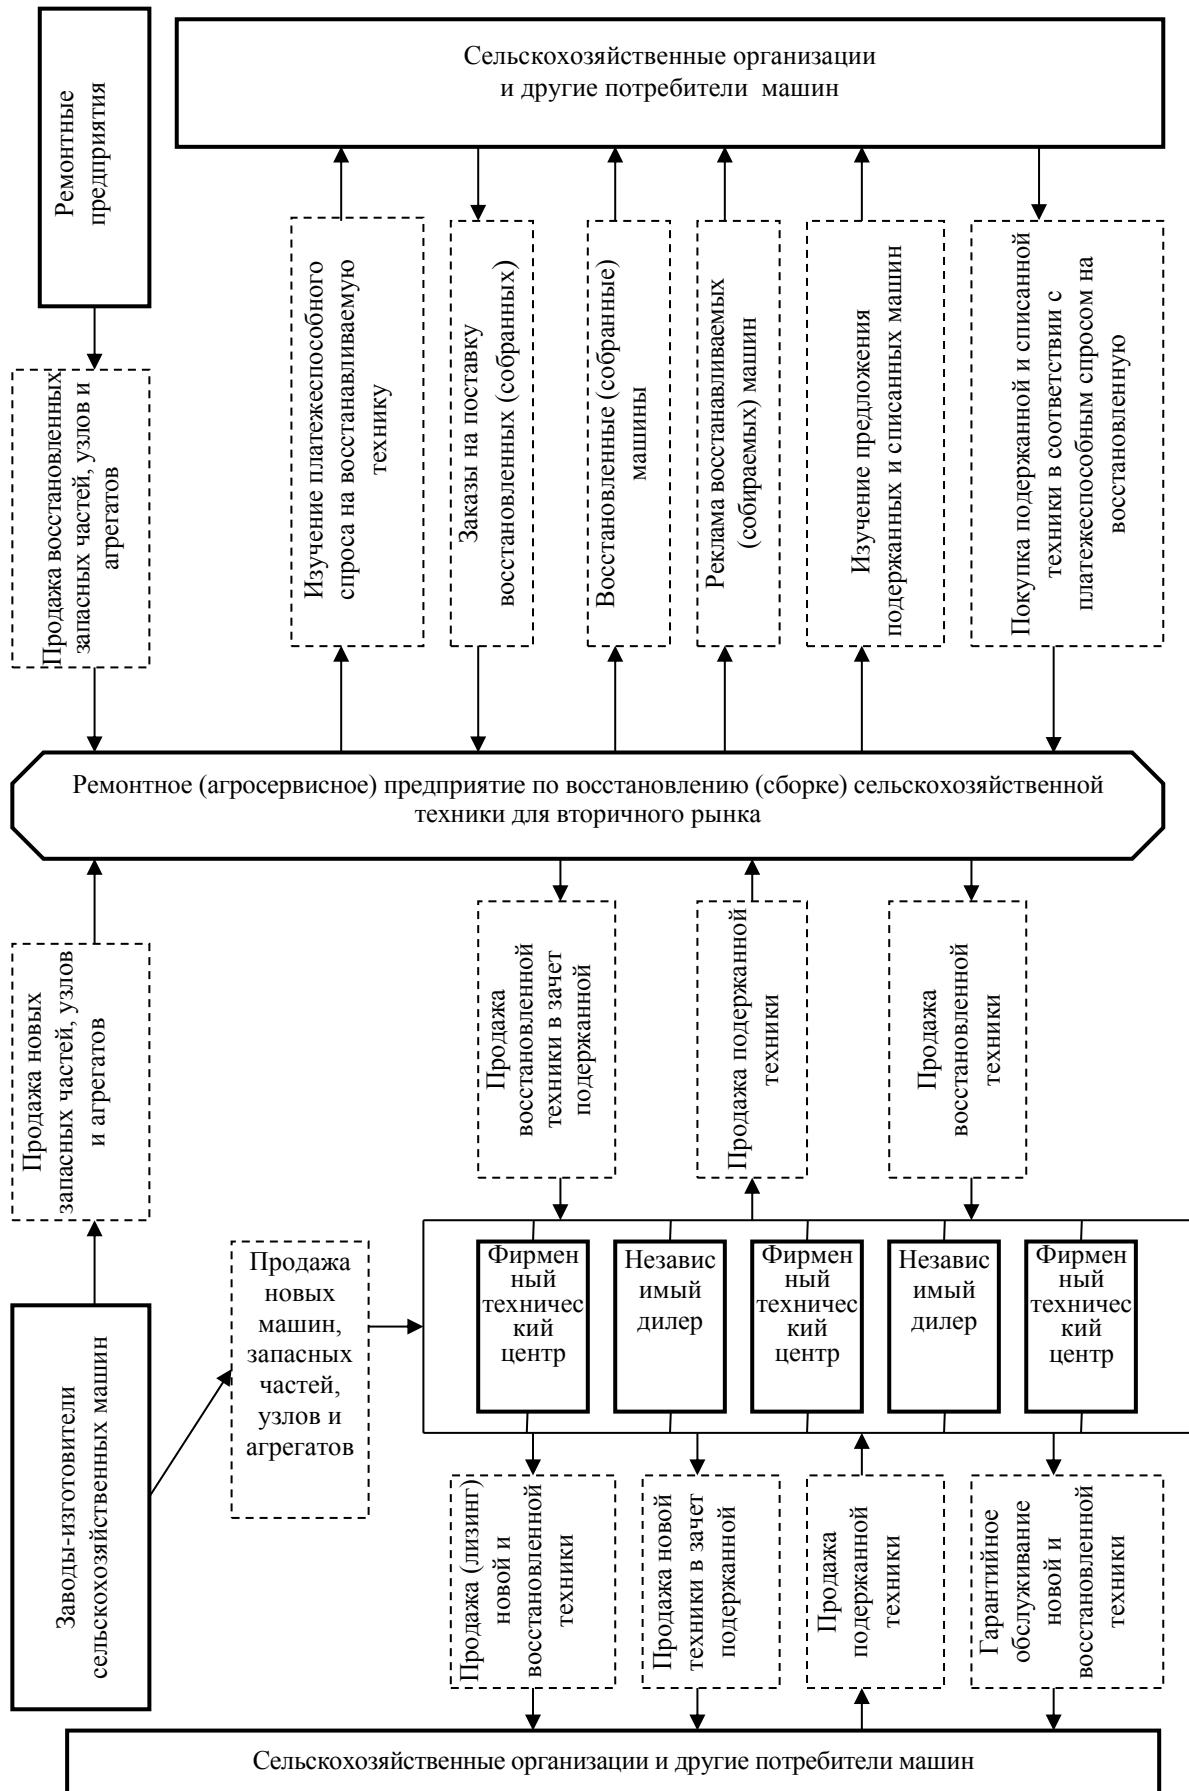 Ремонтные
предприятия
Сельскохозяйственные организации
и другие потребители машин
Продажа восстановленных
запасных частей, узлов и
агрегатов
Изучение платежеспособного
спроса на восстанавливаемую
технику
Заказы на поставку
восстановленных (собранных)
Восстановленные (собранные)
машины
Реклама восстанавливаемых
(собираемых) машин
Изучение предложения
подержанных и списанных машин
Покупка подержанной и списанной
техники в соответствии с
платежеспособным спросом на
восстановленную
Ремонтное (агросервисное) предприятие по восстановлению (сборке) сельскохозяйственной
техники для вторичного рынка
Продажа новых
запасных частей, узлов
и агрегатов
Продажа
восстановленной
техники в зачет
подержанной
Продажа подержанной
техники
Продажа
восстановленной
техники
Заводы-изготовители
сельскохозяйственных машин
Продажа
новых
машин,
запасных
частей,
узлов и
агрегатов
Фирмен
ный
техничес
кий
центр
Независ
имый
дилер
Фирмен
ный
техничес
кий
центр
Независ
имый
дилер
Фирмен
ный
техничес
кий
центр
Продажа (лизинг)
новой и
восстановленной
техники
Продажа новой
техники в зачет
подержанной
Продажа
подержанной
техники
Гарантийное
обслуживание
новой и
восстановленной
техники
Сельскохозяйственные организации и другие потребители машин